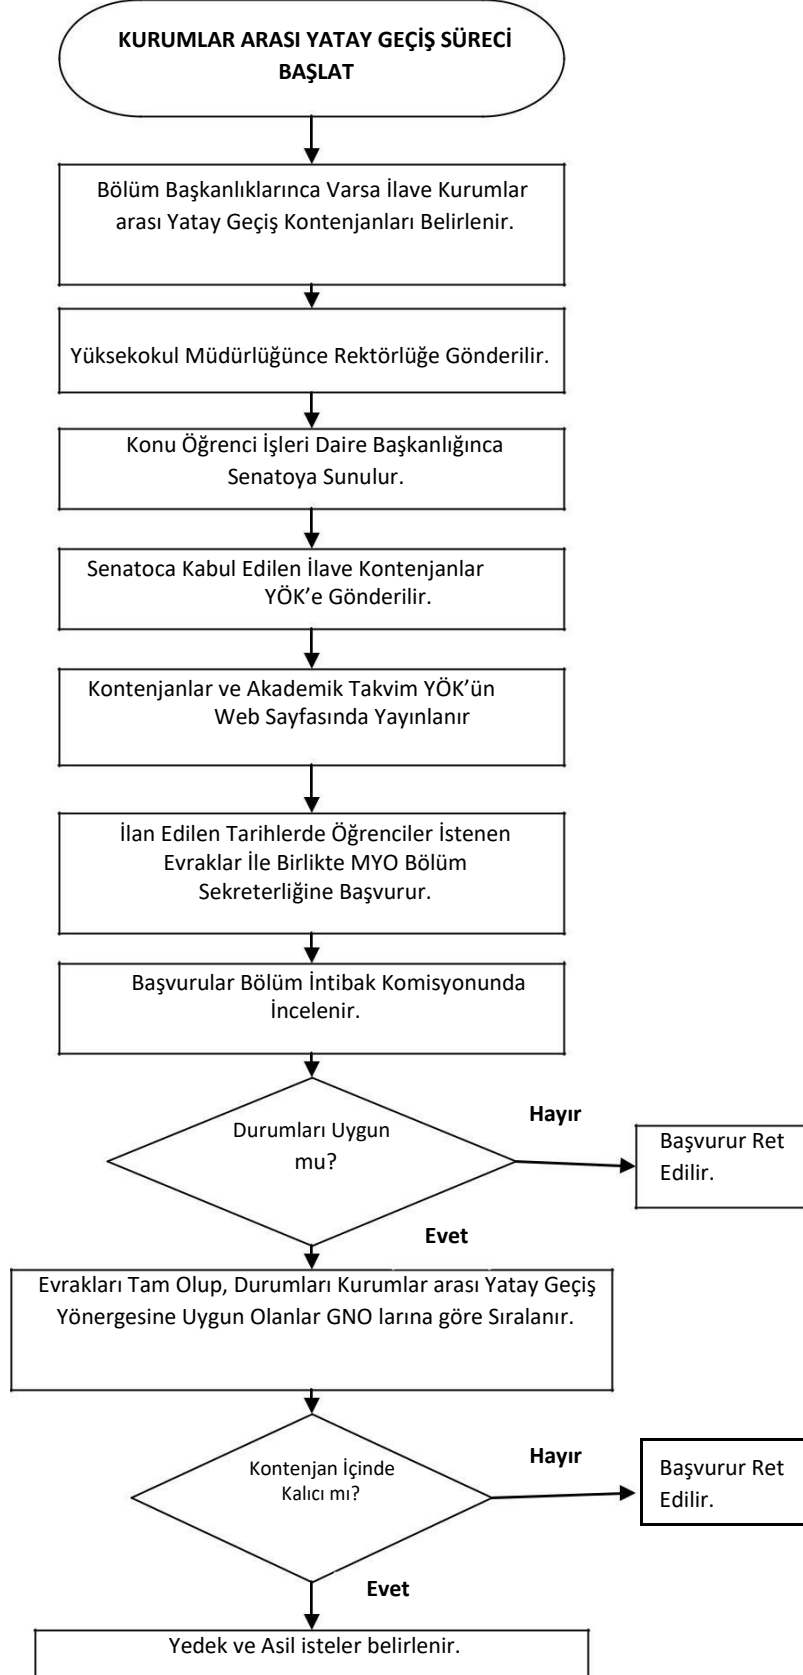 KURUMLAR ARASI YATAY GEÇİŞ SÜRECİ
BAŞLAT
Bölüm Başkanlıklarınca Varsa İlave Kurumlar
arası Yatay Geçiş Kontenjanları Belirlenir.
Yüksekokul Müdürlüğünce Rektörlüğe Gönderilir.
Konu Öğrenci İşleri Daire Başkanlığınca
Senatoya Sunulur.
Senatoca Kabul Edilen İlave Kontenjanlar
YÖK’e Gönderilir.
Kontenjanlar ve Akademik Takvim YÖK’ün
Web Sayfasında Yayınlanır
İlan Edilen Tarihlerde Öğrenciler İstenen
Evraklar İle Birlikte MYO Bölüm
Sekreterliğine Başvurur.
Başvurular Bölüm İntibak Komisyonunda
İncelenir.
Durumları Uygun
mu?
Hayır
Başvurur Ret
Edilir.
Evet
Evrakları Tam Olup, Durumları Kurumlar arası Yatay Geçiş
Yönergesine Uygun Olanlar GNO larına göre Sıralanır.
Kontenjan İçinde
Kalıcı mı?
Hayır
Başvurur Ret
Edilir.
Evet
Yedek ve Asil isteler belirlenir.